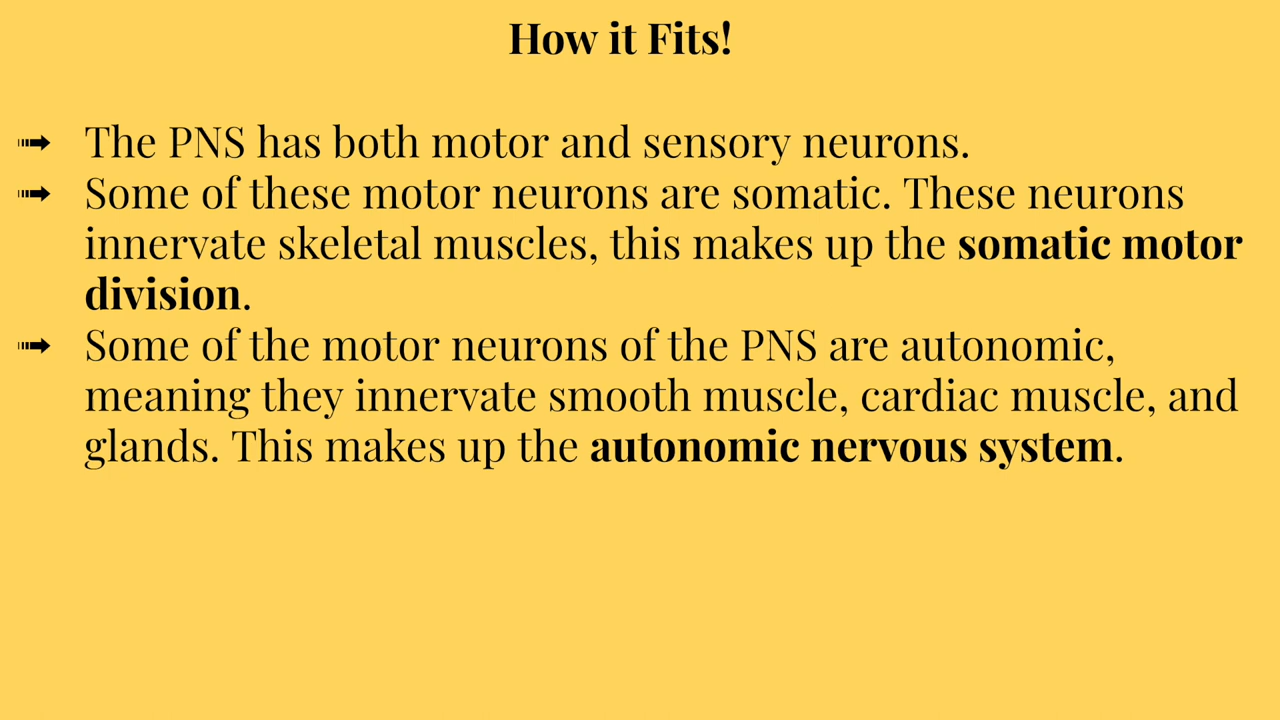 How it Fits!
➟ The PNS has both motor and sensory neurons.
➟ Some of these motor neurons are somatic. These neurons
innervate skeletal muscles, this makes up the somatic motor
division.
➟ Some of the motor neurons of the PNS are autonomic,
meaning they innervate smooth muscle, cardiac muscle, and
glands. This makes up the autonomic nervous system.